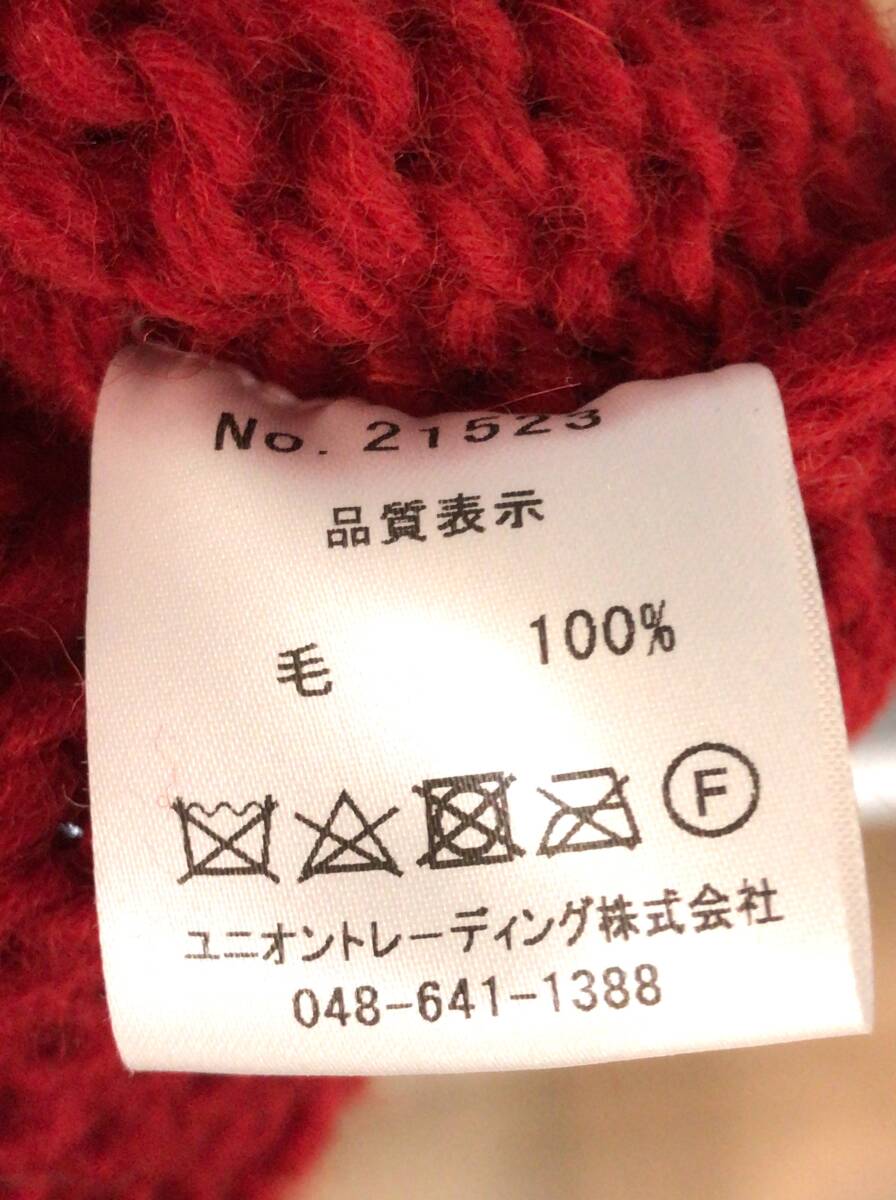 No. 21523
品質表示
毛 100%
F
ユニオントレーディング株式会社
048-641-1388